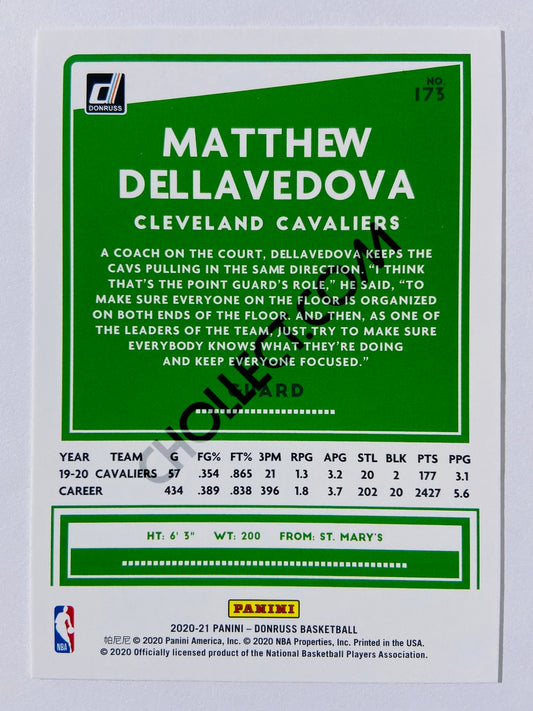 DONRUSS
NO.
173
MATTHEW
DELLAVEDOVA
CLEVELAND CAVALIERS
A COACH ON THE COURT, DELLAVEDOVA KEEPS THE
CAVS PULLING IN THE SAME DIRECTION. "I THINK
THAT'S THE POINT GUARD'S ROLE," HE SAID, "TO
MAKE SURE EVERYONE ON THE FLOOR IS ORGANIZED
ON BOTH ENDS OF THE FLOOR. AND THEN, AS ONE OF
THE LEADERS OF THE TEAM, JUST TRY TO MAKE SURE
EVERYBODY KNOWS WHAT THEY'RE DOING
AND KEEP EVERYONE FOCUSED."
GUARD
CHOLLECT.COM
YEAR TEAM G FG% FT% 3PM RPG APG STL BLK PTS PPG
19-20 CAVALIERS 57 .354 .865 21 1.3 3.2 20 2 177 3.1
CAREER 434 .389 .838 396 1.8 3.7 202 20 2427 5.6
HT: 6' 3" WT: 200 FROM: ST. MARY'S
PANINI
2020-21 PANINI – DONRUSS BASKETBALL
帕尼尼 © 2020 Panini America, Inc. © 2020 NBA Properties, Inc. Printed in the USA.
© 2020 Officially licensed product of the National Basketball Players Association.
NBA